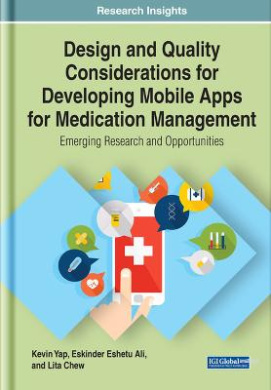 Research Insights
Design and Quality
Considerations for
Developing Mobile Apps
for Medication Management
Emerging Research and Opportunities
Kevin Yap, Eskinder Eshetu Ali,
and Lita Chew
IGI Global